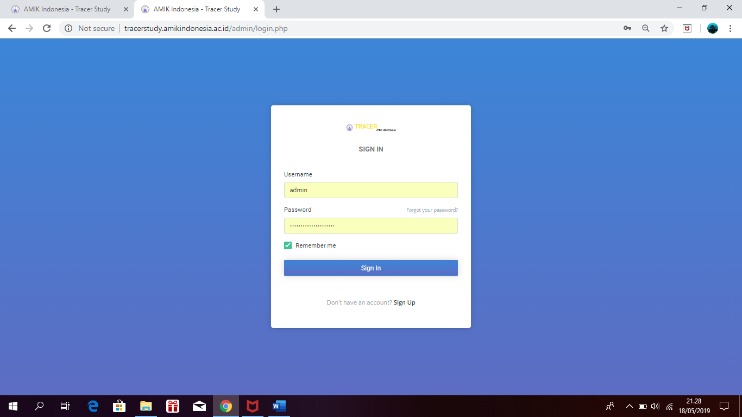 AMIK Indonesia - Tracer Study
AMIK Indonesia - Tracer Study
Not secure | tracerstudy.amikindonesia.ac.id/admin/login.php
TRACER
SIGN IN
Username
admin
Password
Forgot your password?
Remember me
Sign In
Don't have an account? Sign Up
21.28
18/05/2019